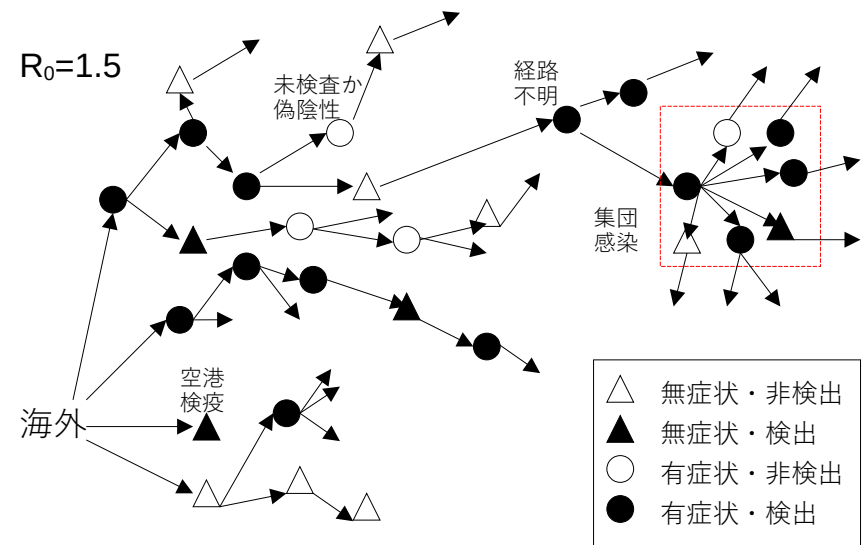 R₀=1.5
未検査か
偽陰性
経路
不明
集団
感染
空港
検疫
海外
無症状・非検出
無症状・検出
有症状・非検出
有症状・検出